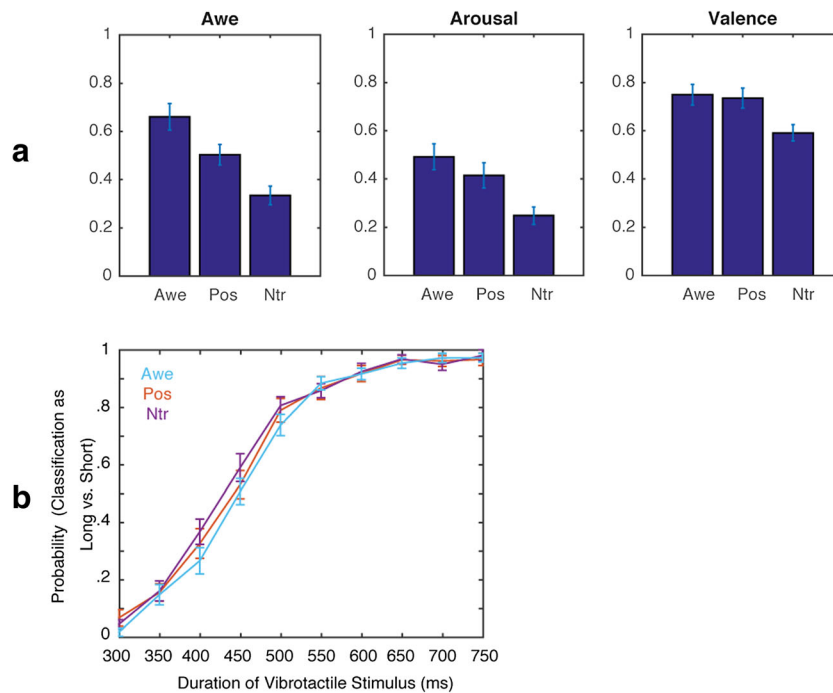 Awe
Arousal
Valence
a
1
0.8
0.6
0.4
0.2
0
Awe Pos Ntr
1
0.8
0.6
0.4
0.2
0
Awe Pos Ntr
1
0.8
0.6
0.4
0.2
0
Awe Pos Ntr
b
Probability (Classification as
Long vs. Short)
1
.8
.6
.4
.2
0
Awe
Pos
Ntr
300 350 400 450 500 550 600 650 700 750
Duration of Vibrotactile Stimulus (ms)